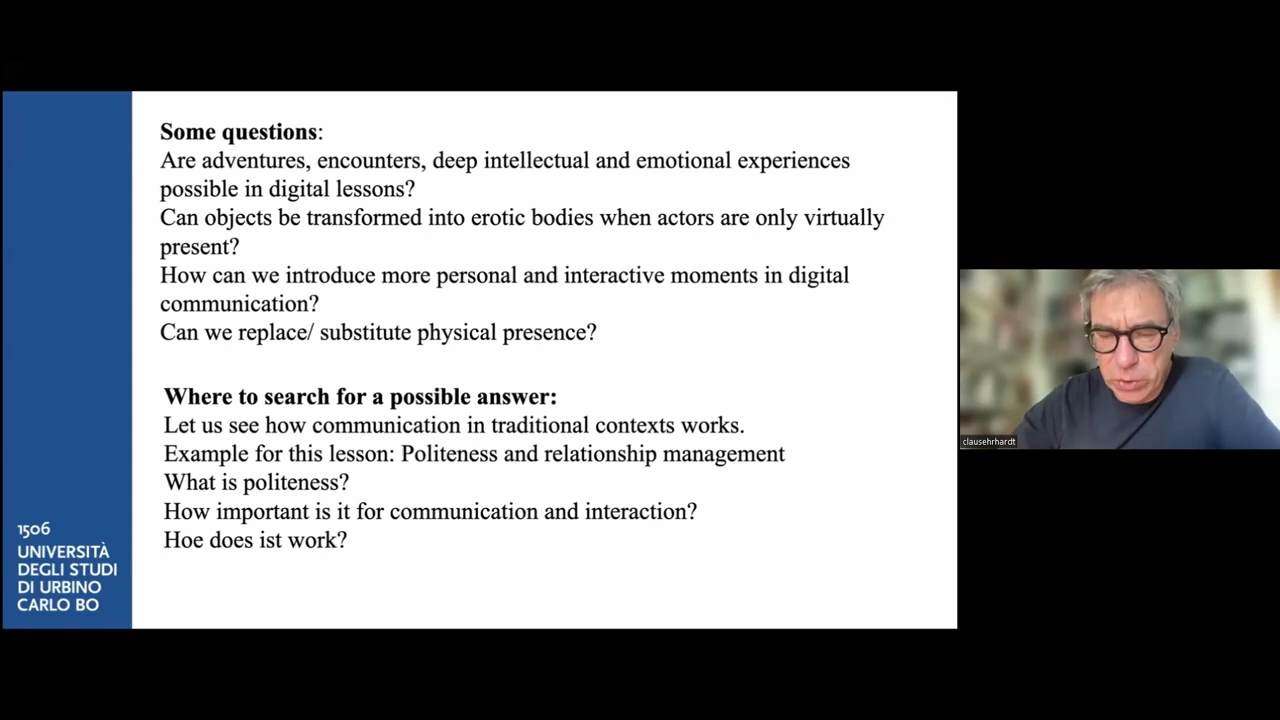 Some questions:
Are adventures, encounters, deep intellectual and emotional experiences
possible in digital lessons?
Can objects be transformed into erotic bodies when actors are only virtually
present?
How can we introduce more personal and interactive moments in digital
communication?
Can we replace/ substitute physical presence?
Where to search for a possible answer:
Let us see how communication in traditional contexts works.
Example for this lesson: Politeness and relationship management
What is politeness?
How important is it for communication and interaction?
Hoe does ist work?
1506
UNIVERSITÀ
DEGLI STUDI
DI URBINO
CARLO BO
clausehrhardt